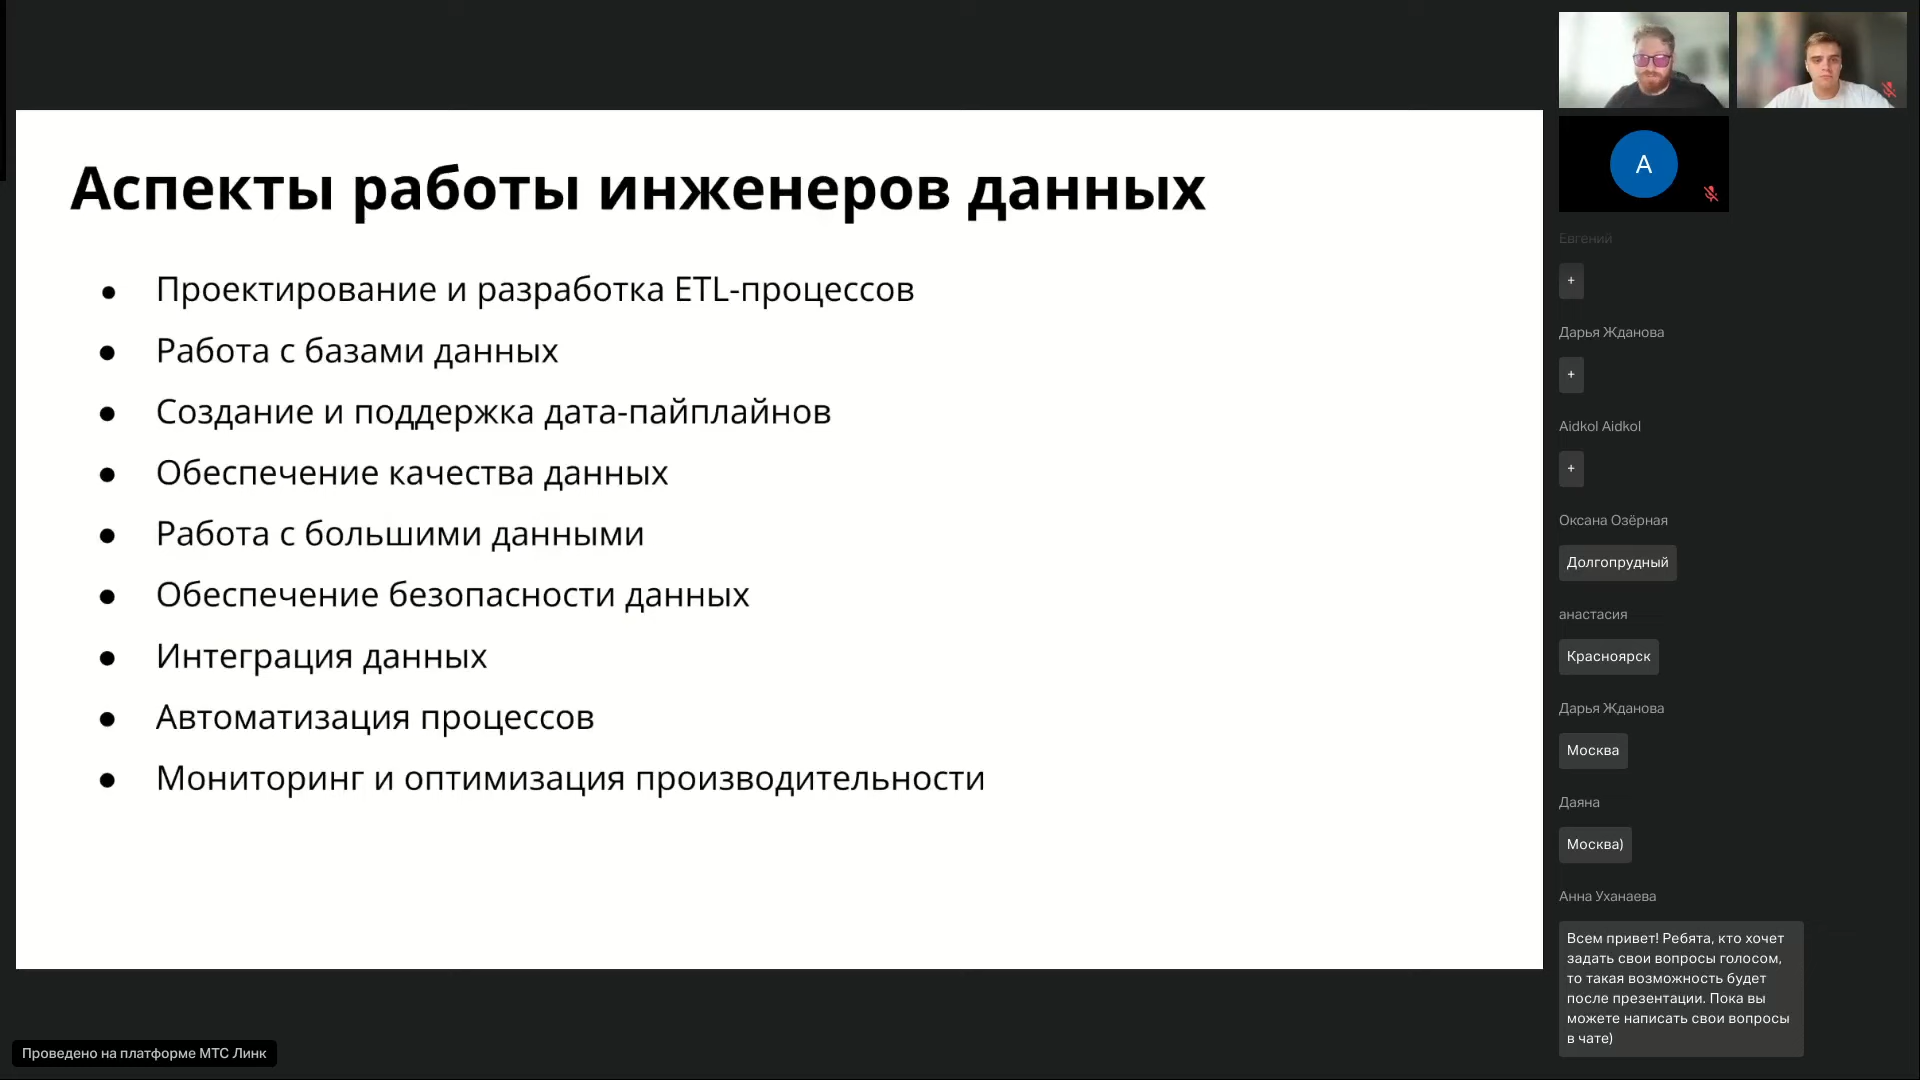 Аспекты работы инженеров данных
● Проектирование и разработка ETL-процессов
● Работа с базами данных
● Создание и поддержка дата-пайплайнов
● Обеспечение качества данных
● Работа с большими данными
● Обеспечение безопасности данных
● Интеграция данных
● Автоматизация процессов
● Мониторинг и оптимизация производительности
Проведено на платформе МТС Линк
А
Евгений
+
Дарья Жданова
+
Aidkol Aidkol
+
Оксана Озёрная
Долгопрудный
анастасия
Красноярск
Дарья Жданова
Москва
Даяна
Москва)
Анна Уханаева
Всем привет! Ребята, кто хочет
задать свои вопросы голосом,
то такая возможность будет
после презентации. Пока вы
можете написать свои вопросы
в чате)